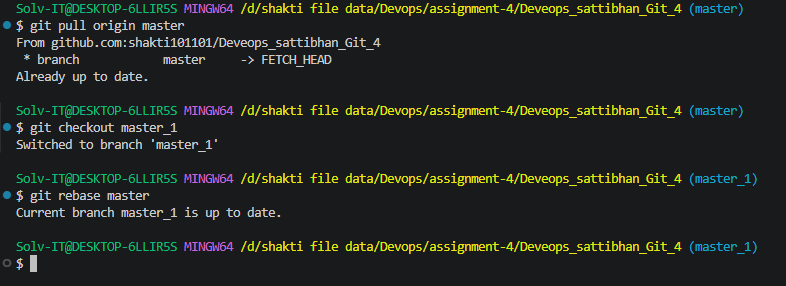 Solv-IT@DESKTOP-6LLIR5S MINGW64 /d/shakti file data/Devops/assignment-4/Deveops_sattibhan_Git_4 (master)
$ git pull origin master
From github.com:shakti101101/Deveops_sattibhan_Git_4
 * branch            master     -> FETCH_HEAD
Already up to date.
Solv-IT@DESKTOP-6LLIR5S MINGW64 /d/shakti file data/Devops/assignment-4/Deveops_sattibhan_Git_4 (master)
$ git checkout master_1
Switched to branch 'master_1'
Solv-IT@DESKTOP-6LLIR5S MINGW64 /d/shakti file data/Devops/assignment-4/Deveops_sattibhan_Git_4 (master_1)
$ git rebase master
Current branch master_1 is up to date.
Solv-IT@DESKTOP-6LLIR5S MINGW64 /d/shakti file data/Devops/assignment-4/Deveops_sattibhan_Git_4 (master_1)
$